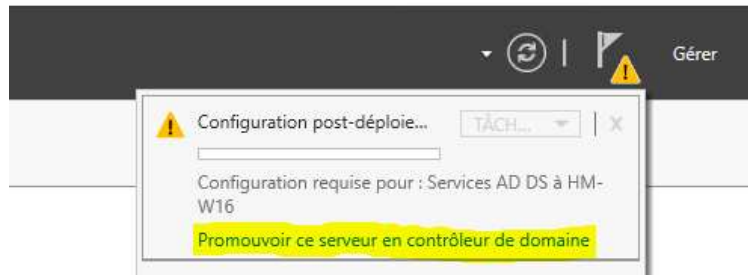 Gérer
Configuration post-déploie...
TÂCH...
Configuration requise pour : Services AD DS à HM-
W16
Promouvoir ce serveur en contrôleur de domaine